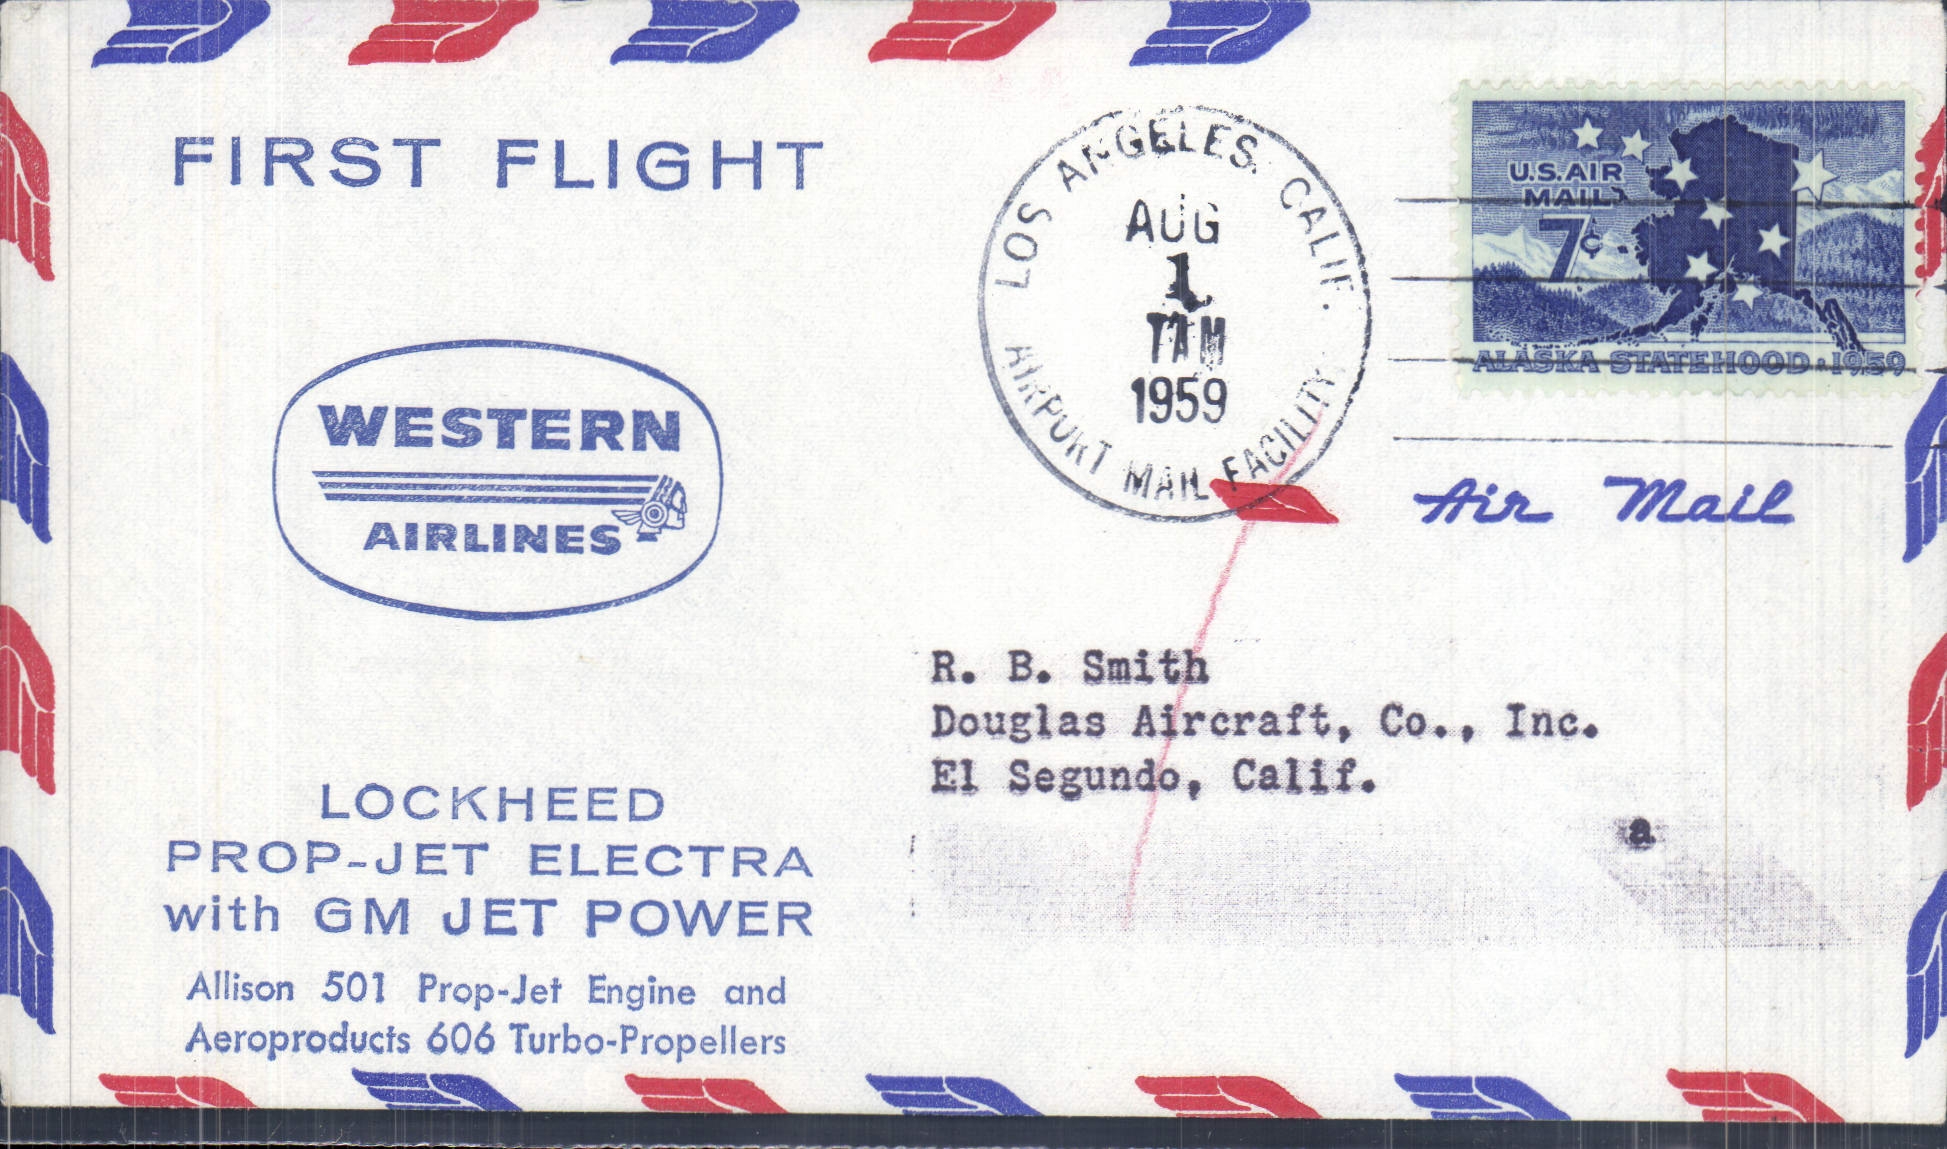 FIRST FLIGHT
WESTERN
AIRLINES
LOCKHEED
PROP-JET ELECTRA
with GM JET POWER
Allison 501 Prop-Jet Engine and
Aeroproducts 606 Turbo-Propellers
LOS ANGELES, CALIF.
AUG
1
7 AM
1959
AIRPORT MAIL FACILITY
U.S. AIR
MAIL
7¢
ALASKA STATEHOOD · 1959
Air Mail
R. B. Smith
Douglas Aircraft, Co., Inc.
El Segundo, Calif.
a